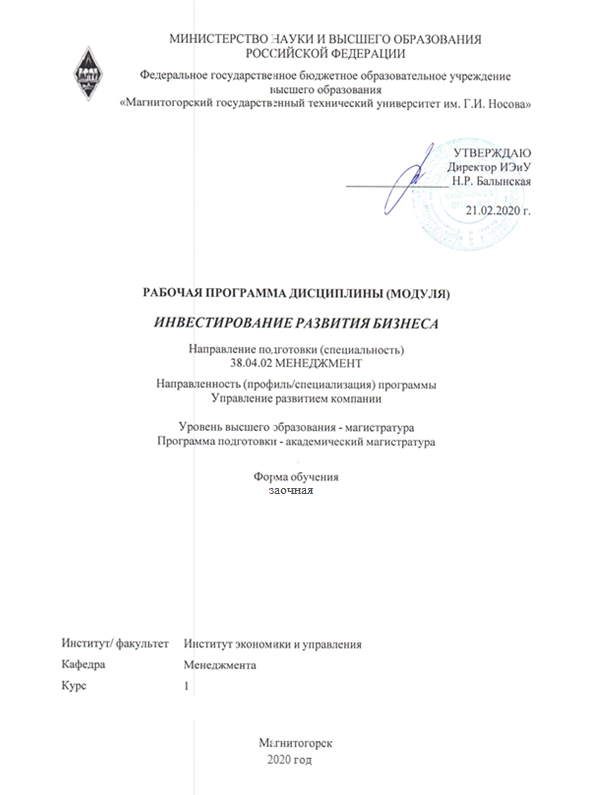 МИНИСТЕРСТВО НАУКИ И ВЫСШЕГО ОБРАЗОВАНИЯ
РОССИЙСКОЙ ФЕДЕРАЦИИ
Федеральное государственное бюджетное образовательное учреждение
высшего образования
«Магнитогорский государственный технический университет им. Г.И. Носова»
УТВЕРЖДАЮ
Директор ИЭиУ
Н.Р. Балынская
21.02.2020 г.
РАБОЧАЯ ПРОГРАММА ДИСЦИПЛИНЫ (МОДУЛЯ)
ИНВЕСТИРОВАНИЕ РАЗВИТИЯ БИЗНЕСА
Направление подготовки (специальность)
38.04.02 МЕНЕДЖМЕНТ
Направленность (профиль/специализация) программы
Управление развитием компании
Уровень высшего образования - магистратура
Программа подготовки - академический магистратура
Форма обучения
заочная
Институт/ факультет Институт экономики и управления
Кафедра Менеджмента
Курс 1
Магнитогорск
2020 год